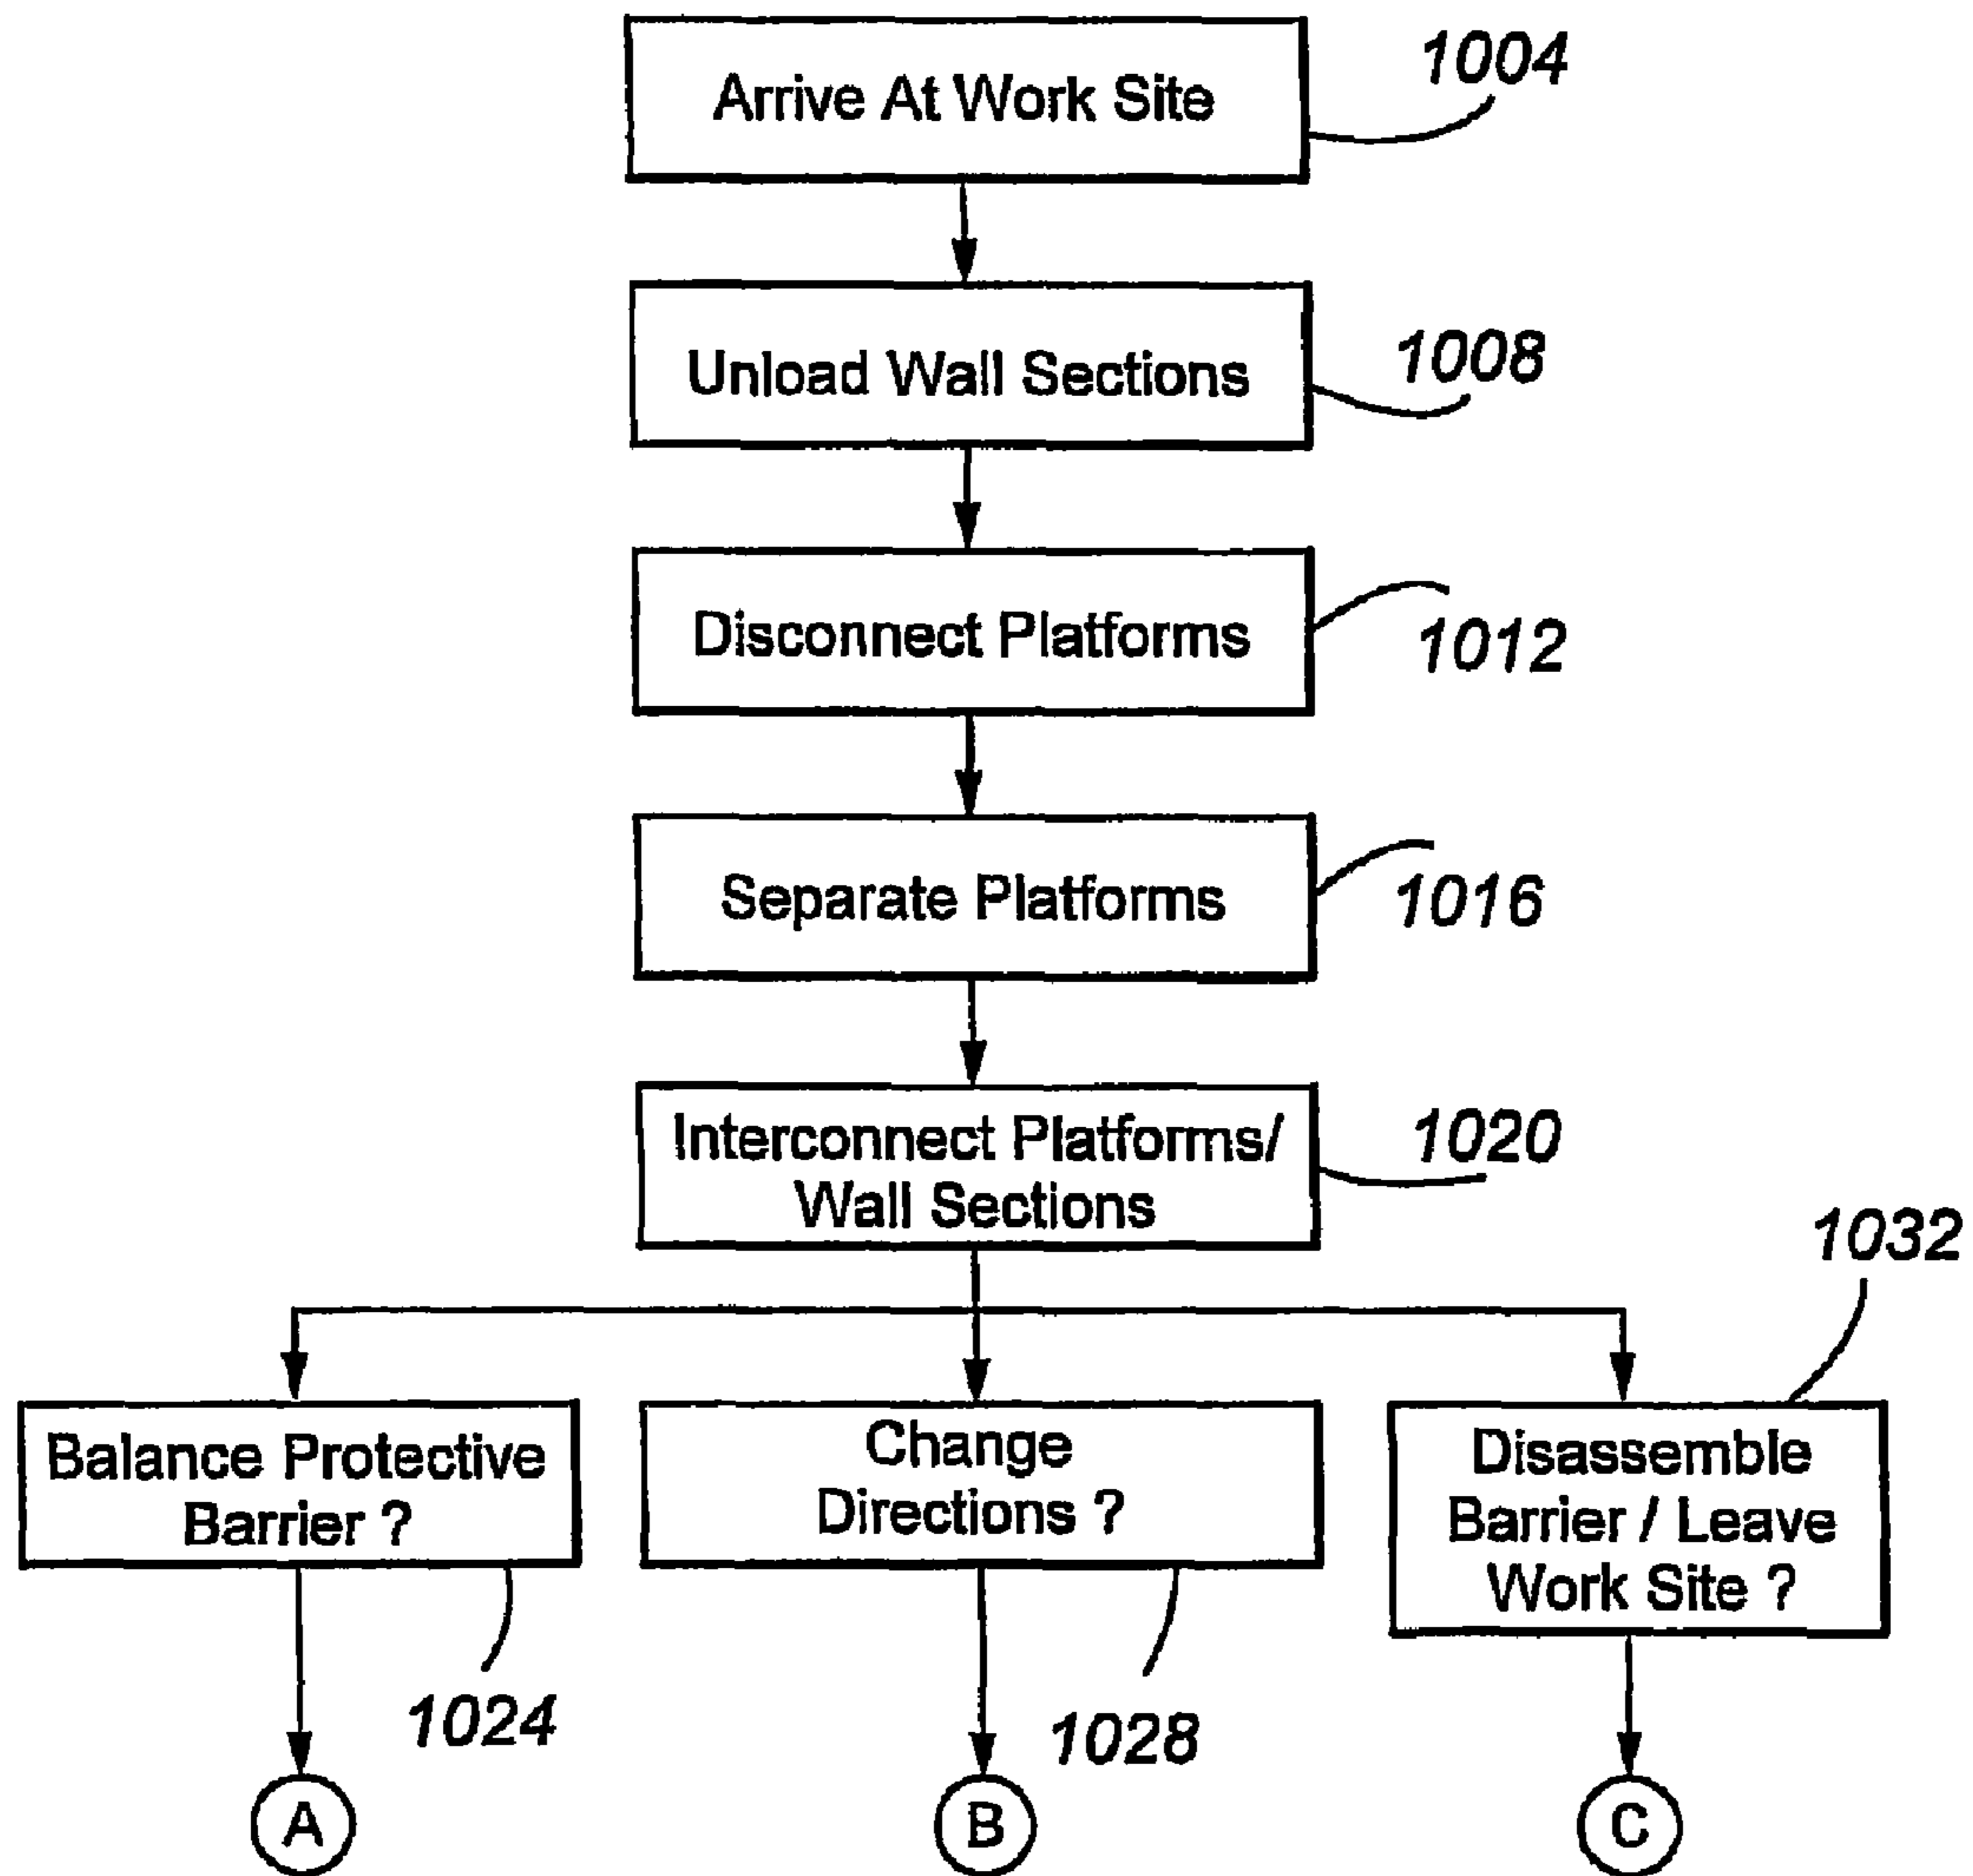 Arrive At Work Site
1004
Unload Wall Sections
1008
Disconnect Platforms
1012
Separate Platforms
1016
Interconnect Platforms/
Wall Sections
1020
1032
Balance Protective
Barrier ?
Change
Directions ?
Disassemble
Barrier / Leave
Work Site ?
1024
1028
A
B
C